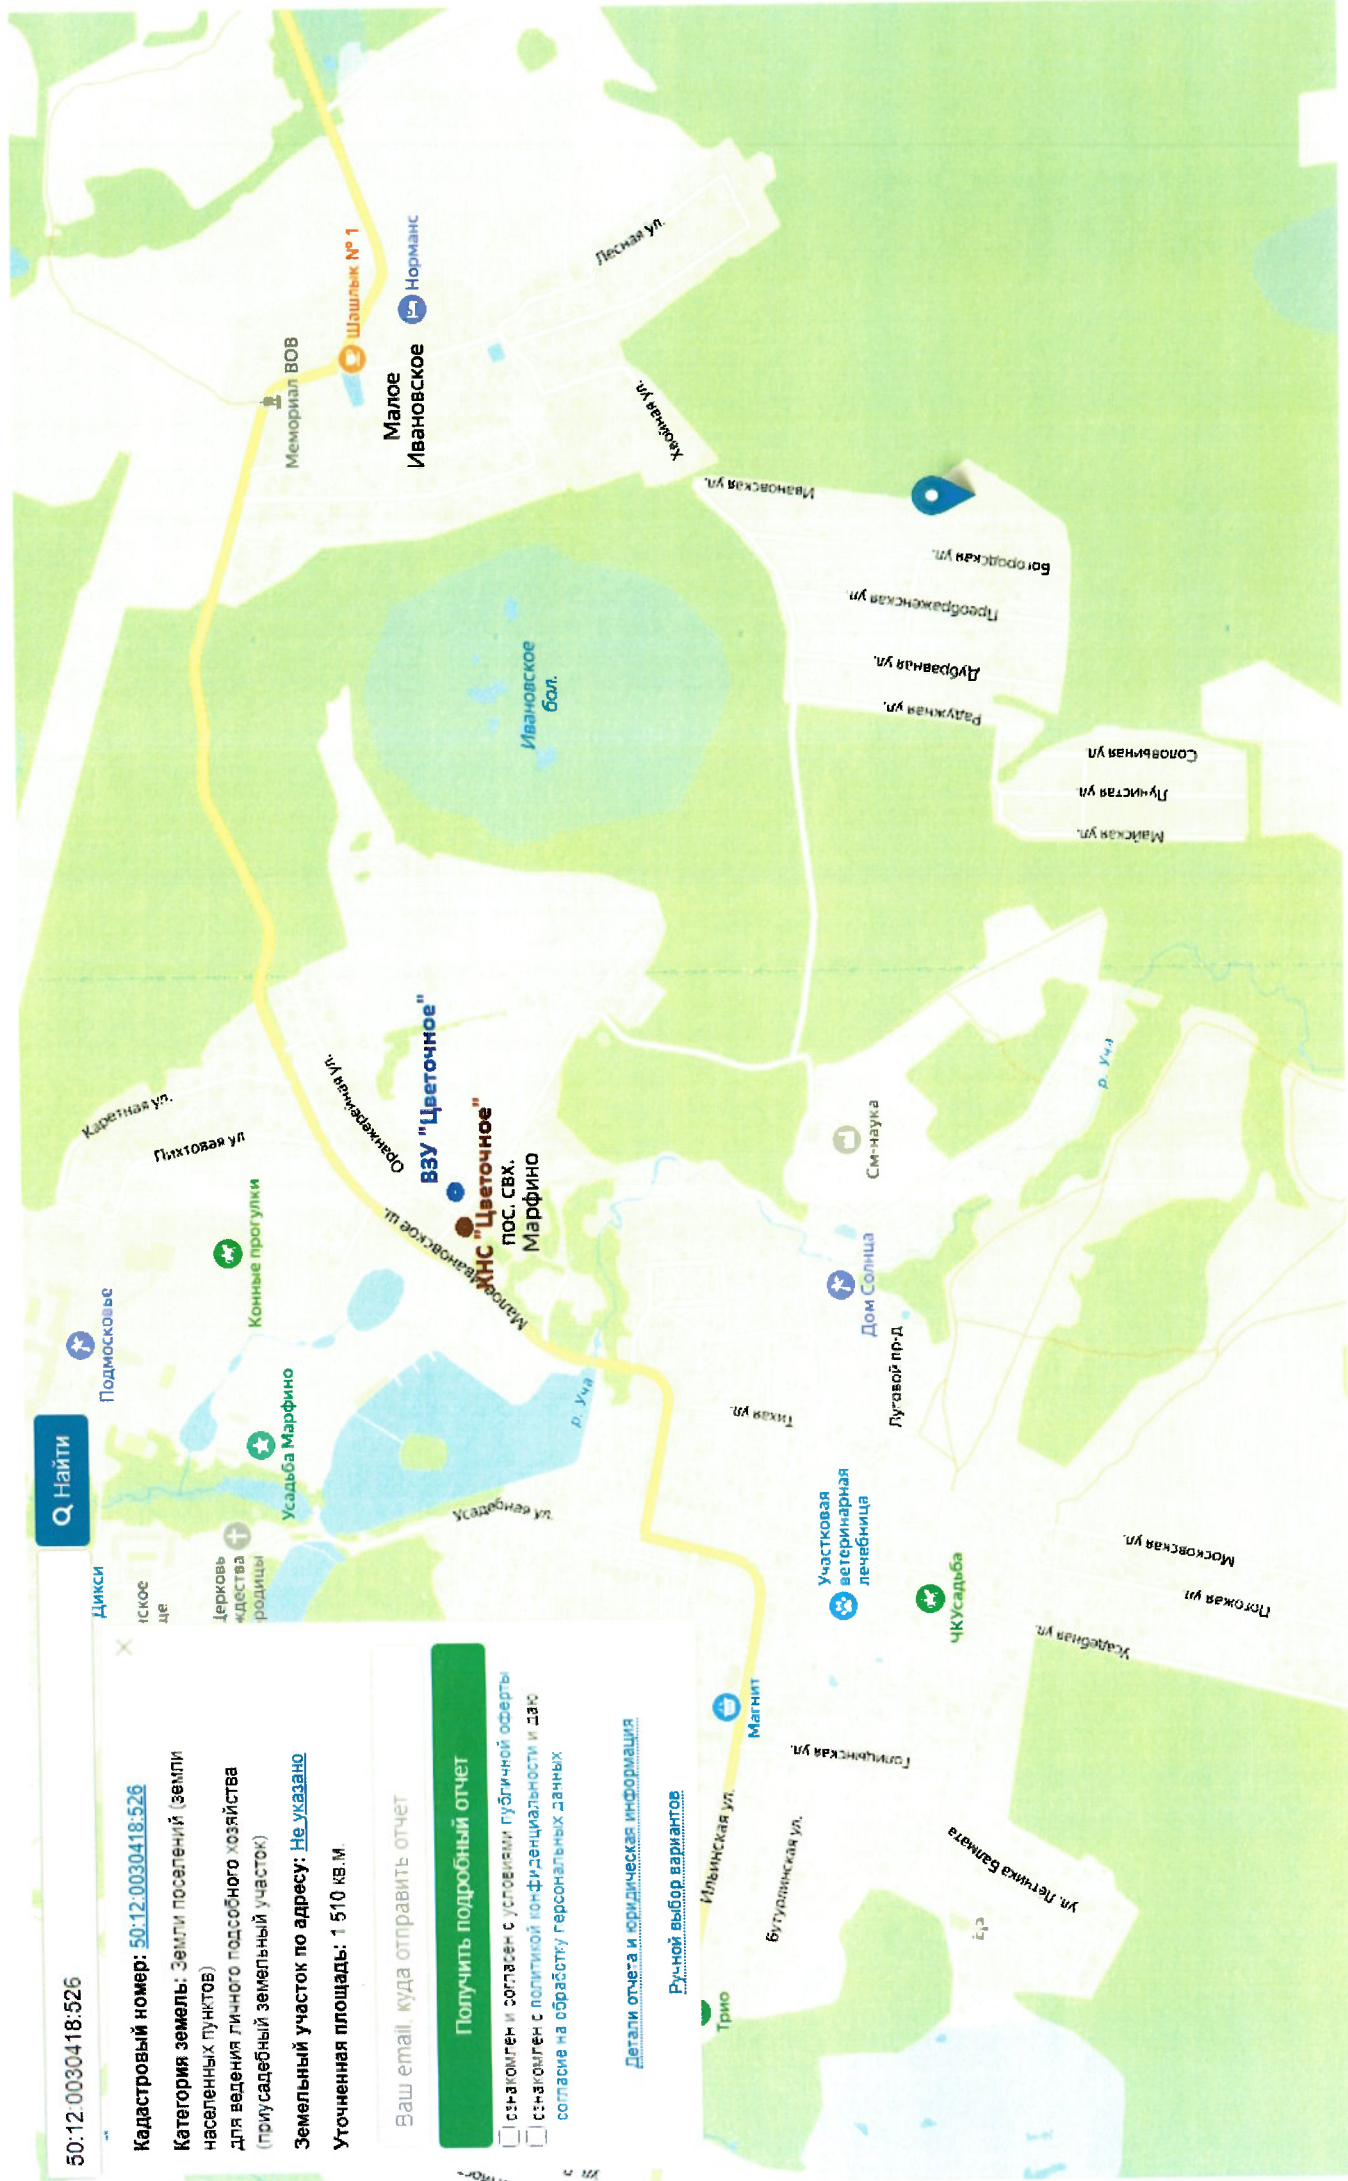 50:12:0030418:526
Найти
Кадастровый номер: 50:12:0030418:526
Категория земель: Земли поселений (земли
населенных пунктов)
для ведения личного подсобного хозяйства
(приусадебный земельный участок)
Земельный участок по адресу: Не указано
Уточненная площадь: 1 510 кв.м.
Ваш email, куда отправить отчет
Получить подробный отчет
ознакомлен и согласен с условиями публичной оферты
ознакомлен с политикой конфиденциальности и даю
согласие на обработку персональных данных
Детали отчета и юридическая информация
Ручной выбор вариантов
Дикси
Подмосковье
Каретная ул.
Пихтовая ул
Конные прогулки
Усадьба Марфино
Мемориал ВОВ
Шашлык № 1
Малое
Ивановское
Норманс
Лесная ул.
Хвойная ул.
Оранжерейная ул.
ВЗУ "Цветочное"
КНС "Цветочное"
пос. свх.
Марфино
Малое Ивановское ш.
Усадебная ул.
р. Уча
Ивановское
бол.
Ивановская ул.
Богородская ул.
Преображенская ул.
Дубравная ул.
Радужная ул.
Соловьиная ул
Лучистая ул
Майская ул.
р. Уча
См-наука
Дом Солнца
Луговой пр-д
Тихая ул.
Участковая
ветеринарная
лечебница
ЧКУсадьба
Магнит
Московская ул.
Погожая ул
Усадебная ул.
Голицынская ул.
Ильинская ул.
Бутурлинская ул.
ул. Летчика Балмата
Трио